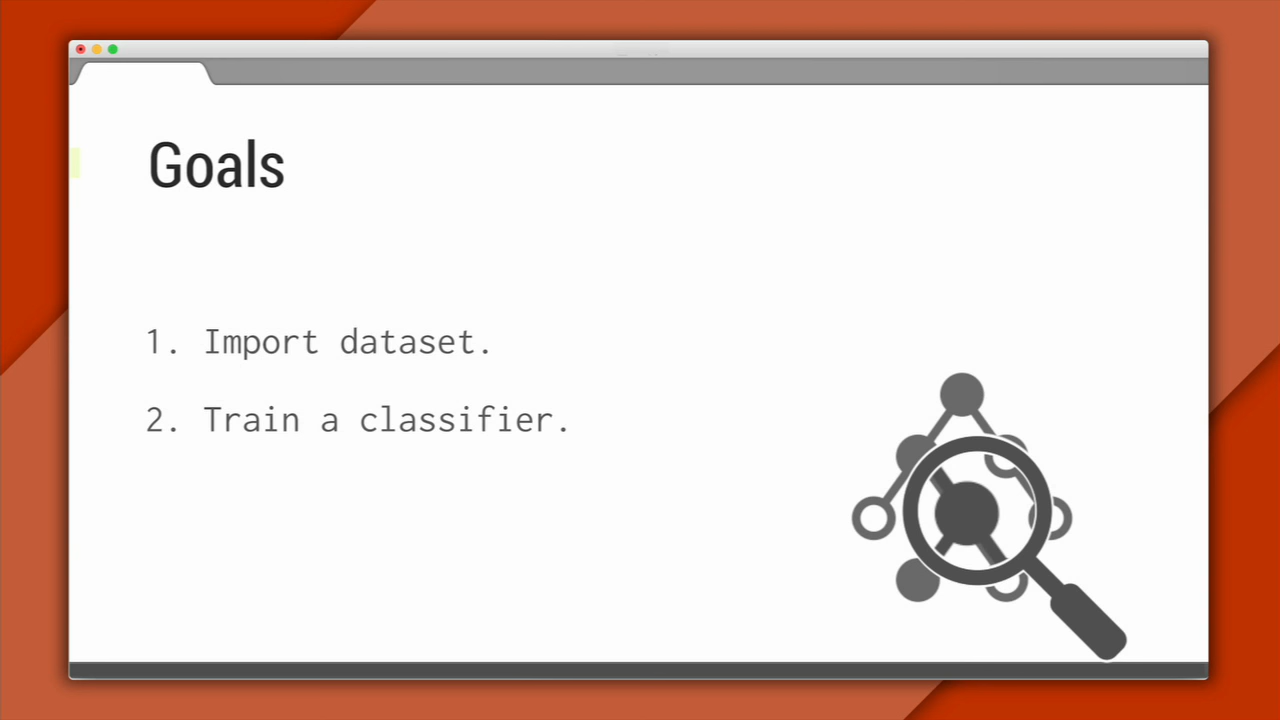 Goals
1. Import dataset.
2. Train a classifier.